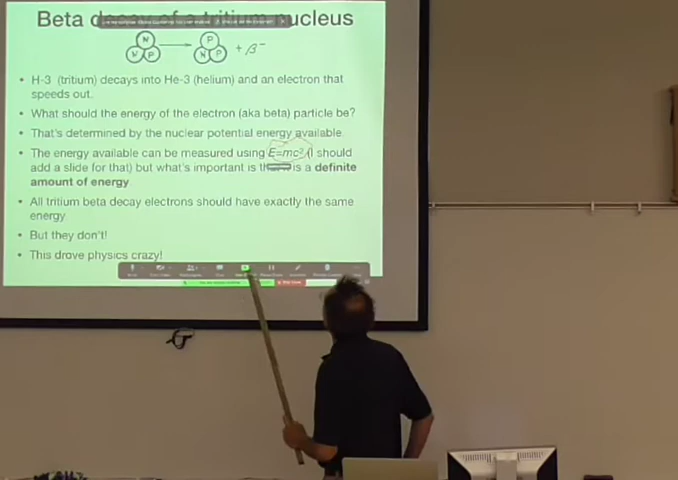 Beta decay of a tritium nucleus
N
N P
P
N P
+ β⁻
• H-3 (tritium) decays into He-3 (helium) and an electron that
speeds out.
• What should the energy of the electron (aka beta) particle be?
• That's determined by the nuclear potential energy available.
• The energy available can be measured using E=mc² (I should
add a slide for that) but what's important is is a definite
amount of energy
• All tritium beta decay electrons should have exactly the same
energy.
• But they don't!
• This drove physics crazy!